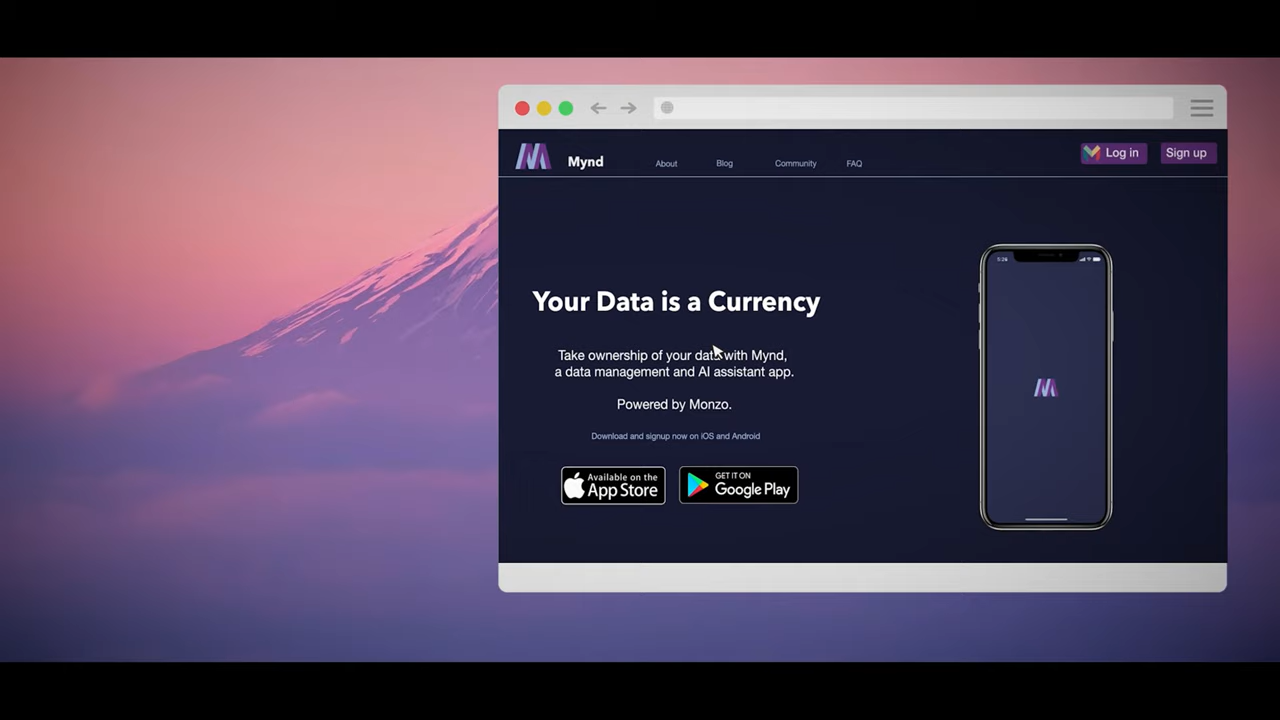 Mynd
About
Blog
Community
FAQ
Log in
Sign up
Your Data is a Currency
Take ownership of your data with Mynd,
a data management and AI assistant app.
Powered by Monzo.
Download and signup now on iOS and Android
Available on the
App Store
GET IT ON
Google Play
5:26